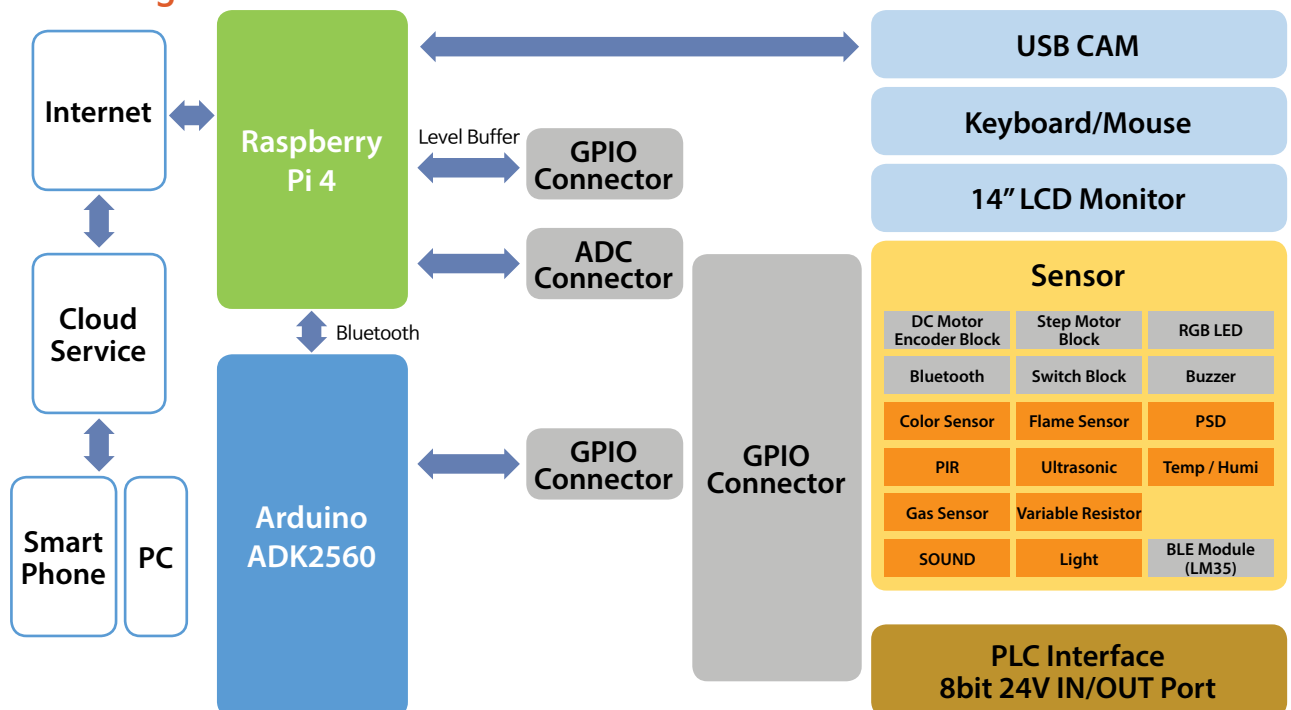 Internet
Cloud
Service
Smart
Phone
PC
Raspberry
Pi 4
Bluetooth
Arduino
ADK2560
Level Buffer
GPIO
Connector
ADC
Connector
GPIO
Connector
GPIO
Connector
USB CAM
Keyboard/Mouse
14” LCD Monitor
Sensor
DC Motor
Encoder Block
Step Motor
Block
RGB LED
Bluetooth
Switch Block
Buzzer
Color Sensor
Flame Sensor
PSD
PIR
Ultrasonic
Temp / Humi
Gas Sensor
Variable Resistor
SOUND
Light
BLE Module
(LM35)
PLC Interface
8bit 24V IN/OUT Port